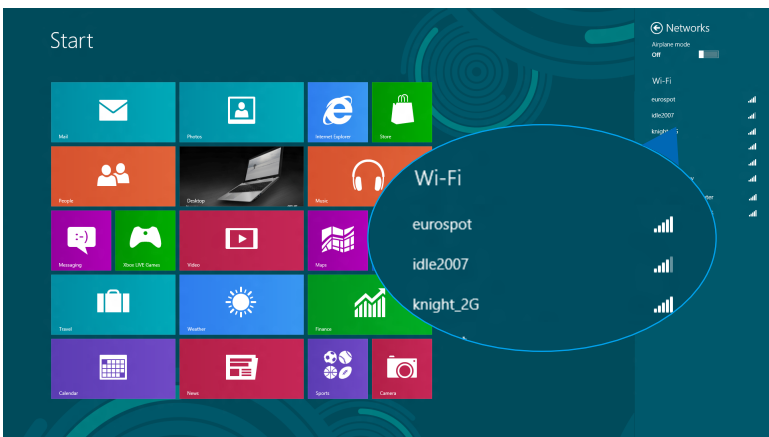 Start
Mail
Photos
Internet Explorer
Store
People
Desktop
Music
Messaging
Xbox LIVE Games
Video
Maps
Travel
Weather
Finance
Calendar
News
Sports
Camera
Networks
Airplane mode
Off
Wi-Fi
eurospot
idle2007
Wi-Fi
eurospot
idle2007
knight_2G